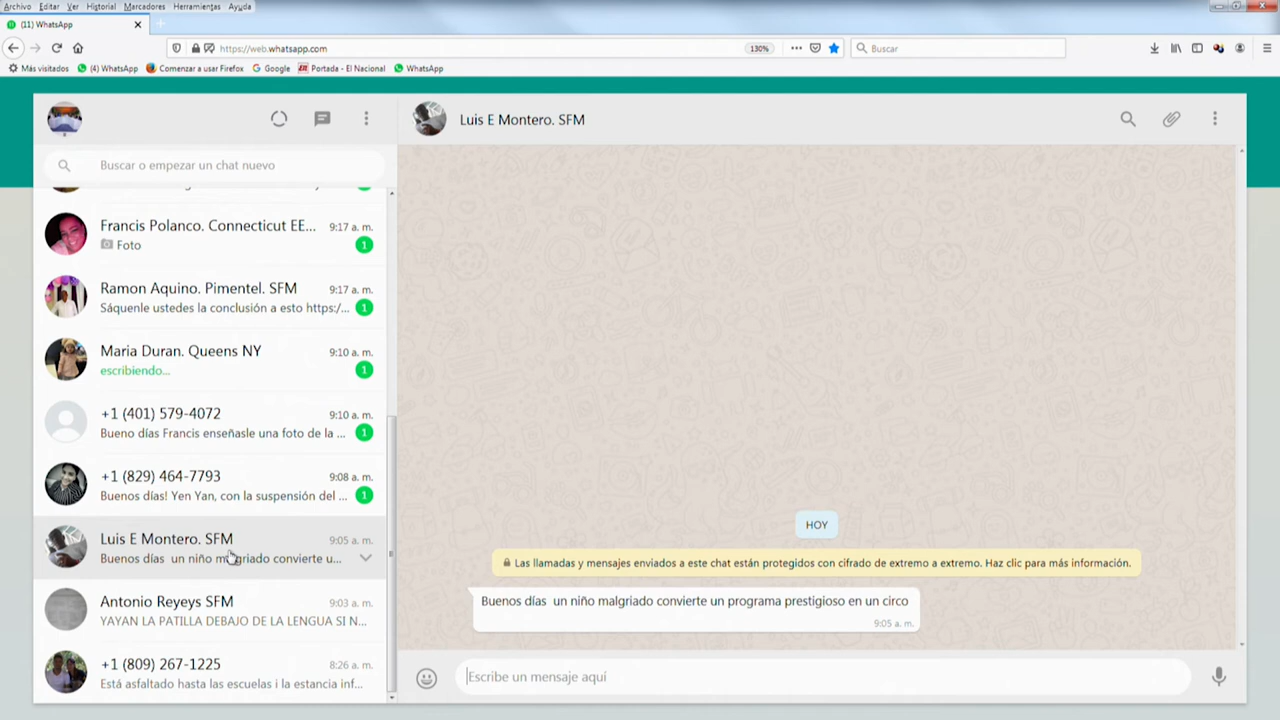 Archivo Editar Ver Historial Marcadores Herramientas Ayuda
(11) WhatsApp
https://web.whatsapp.com
130%
Buscar
Más visitados (4) WhatsApp Comenzar a usar Firefox Google Portada - El Nacional WhatsApp
Luis E Montero. SFM
Buscar o empezar un chat nuevo
Francis Polanco. Connecticut EE... 9:17 a. m.
Foto 1
Ramon Aquino. Pimentel. SFM 9:17 a. m.
Sáquenle ustedes la conclusión a esto https:/... 1
Maria Duran. Queens NY 9:10 a. m.
escribiendo... 1
+1 (401) 579-4072 9:10 a. m.
Bueno días Francis enseñasle una foto de la ... 1
+1 (829) 464-7793 9:08 a. m.
Buenos días! Yen Yan, con la suspensión del ... 1
Luis E Montero. SFM 9:05 a. m.
Buenos días un niño malgriado convierte u...
Antonio Reyeys SFM 9:03 a. m.
YAYAN LA PATILLA DEBAJO DE LA LENGUA SI N...
+1 (809) 267-1225 8:26 a. m.
Está asfaltado hasta las escuelas i la estancia inf...
HOY
Las llamadas y mensajes enviados a este chat están protegidos con cifrado de extremo a extremo. Haz clic para más información.
Buenos días un niño malgriado convierte un programa prestigioso en un circo
9:05 a. m.
Escribe un mensaje aquí